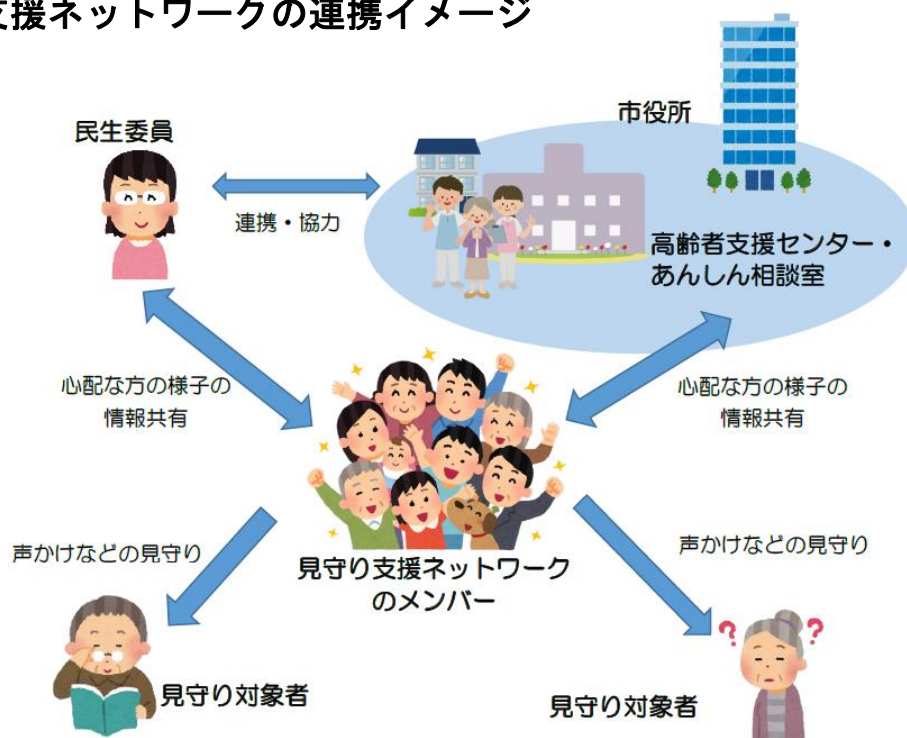 支援ネットワークの連携イメージ
市役所
民生委員
連携・協力
高齢者支援センター・
あんしん相談室
心配な方の様子の
情報共有
心配な方の様子の
情報共有
声かけなどの見守り
声かけなどの見守り
見守り支援ネットワーク
のメンバー
見守り対象者
見守り対象者